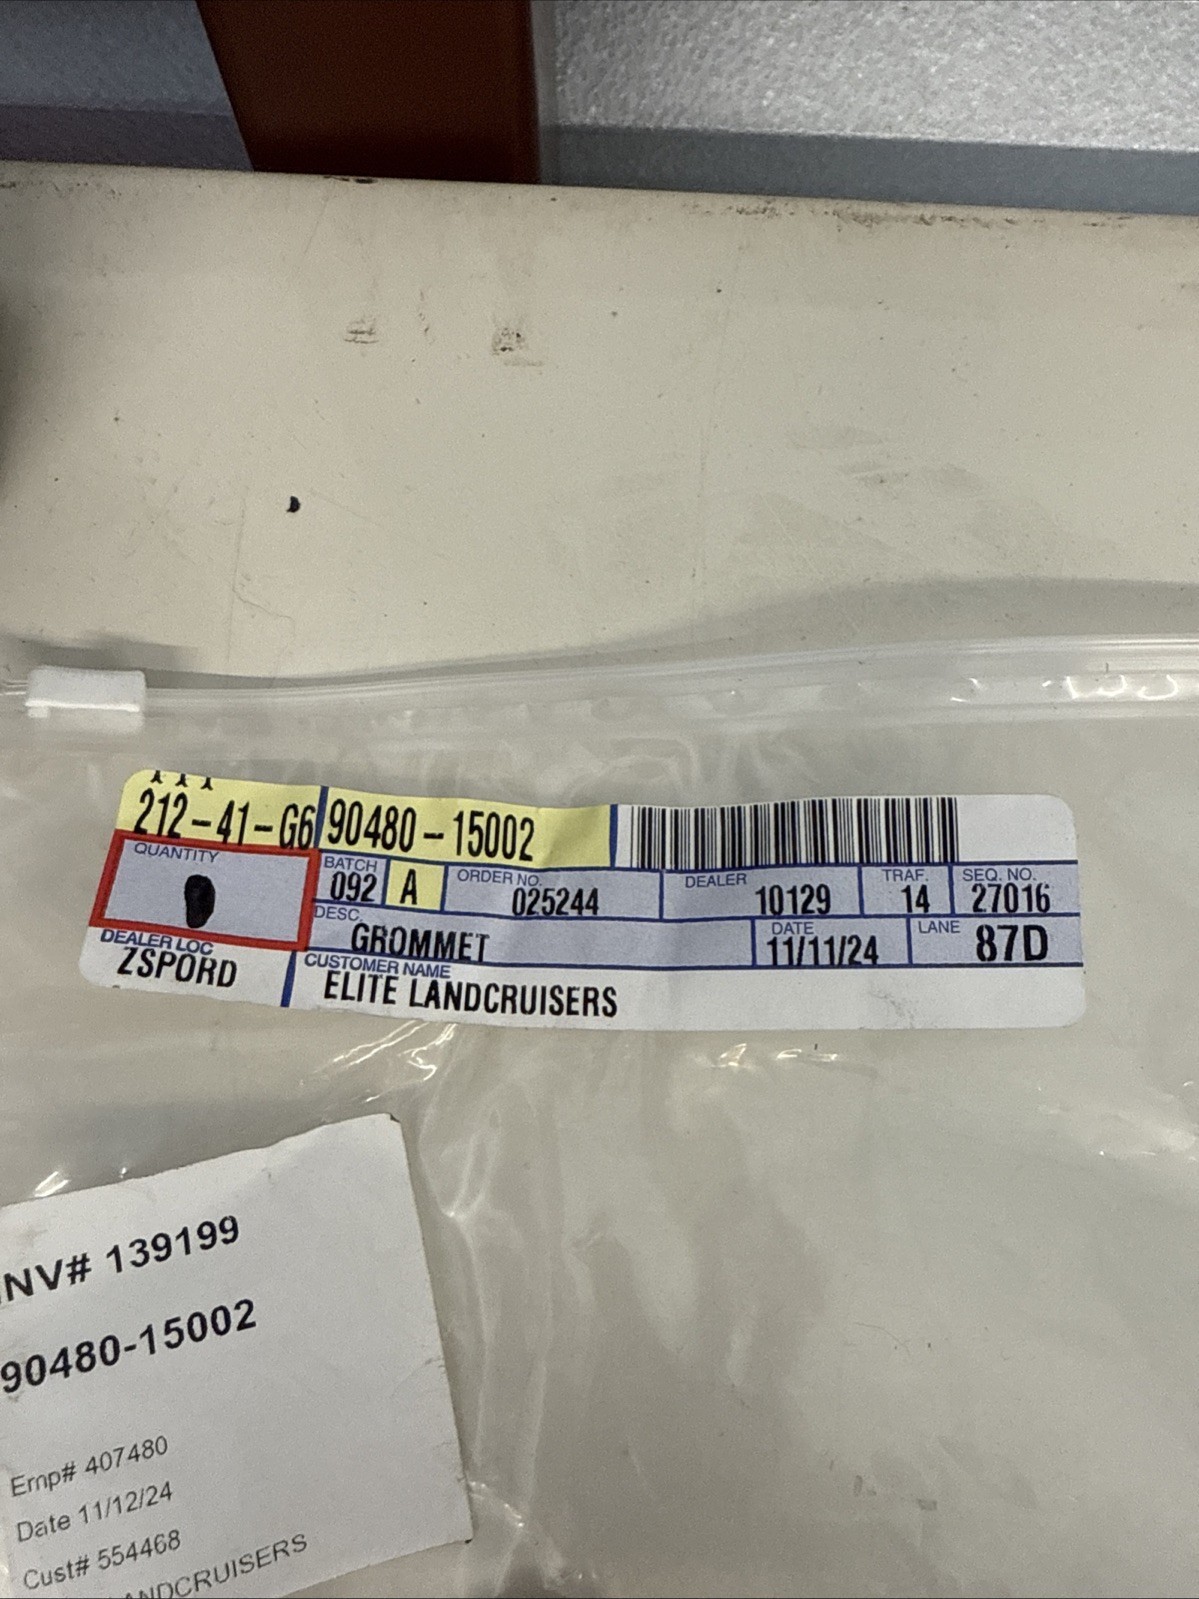 212-41-G6 90480-15002
QUANTITY
BATCH 092 A ORDER NO. 025244 DEALER 10129 TRAF. 14 SEQ. NO. 27016
DESC. GROMMET DATE 11/11/24 LANE 87D
DEALER LOC ZSPORD CUSTOMER NAME ELITE LANDCRUISERS
INV# 139199
90480-15002
Emp# 407480
Date 11/12/24
Cust# 554468
LANDCRUISERS